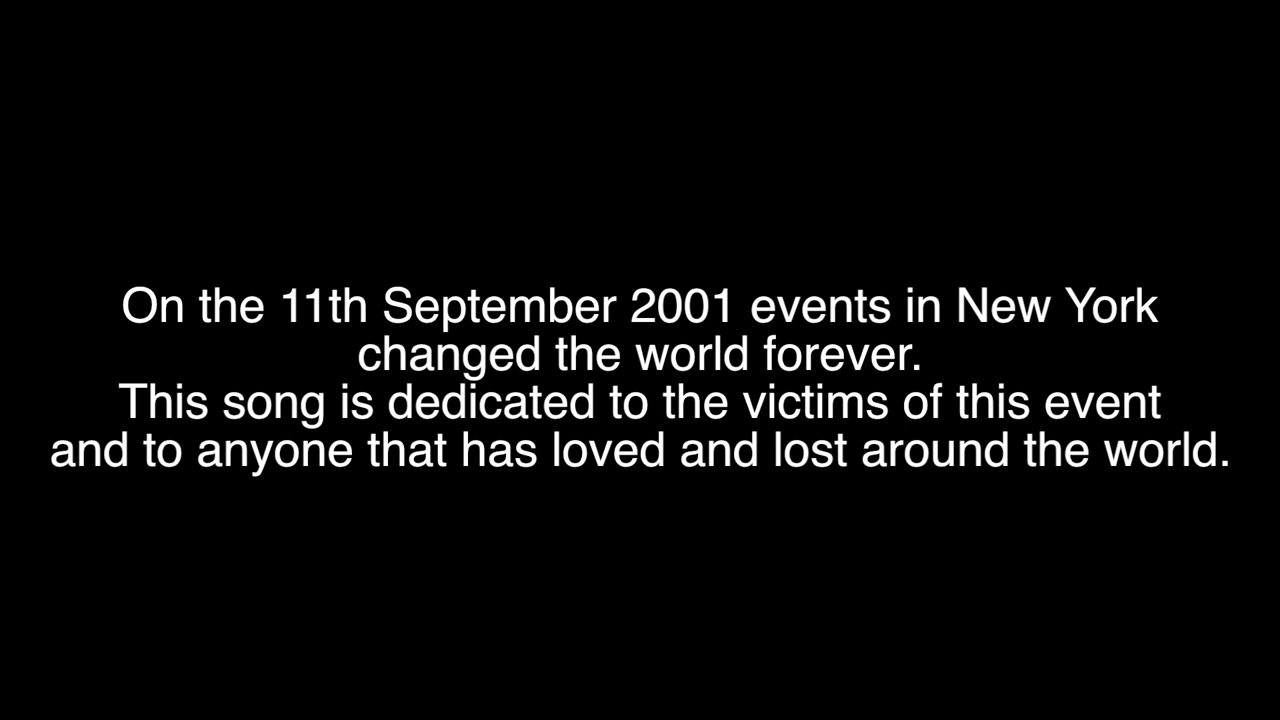 On the 11th September 2001 events in New York
changed the world forever.
This song is dedicated to the victims of this event
and to anyone that has loved and lost around the world.